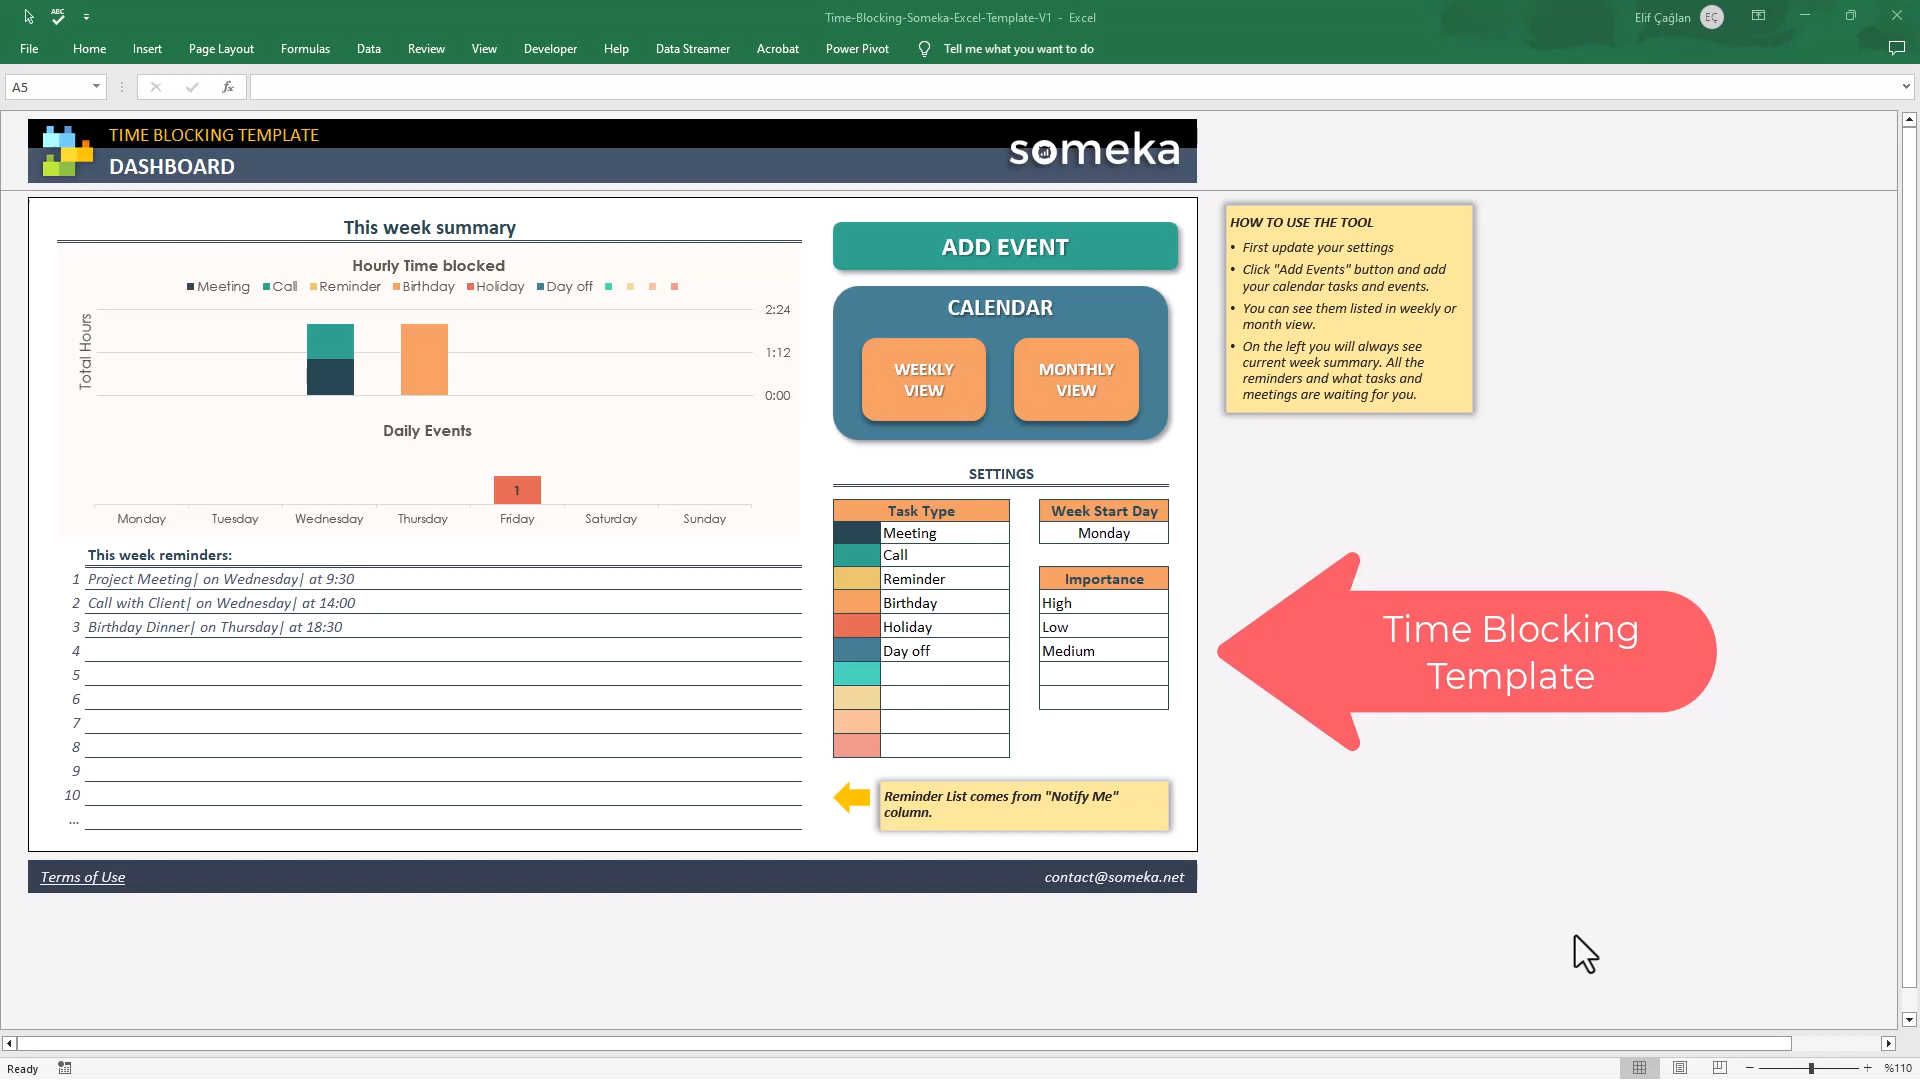 ABC
Time-Blocking-Someka-Excel-Template-V1 - Excel
Elif Çağlan EÇ
File Home Insert Page Layout Formulas Data Review View Developer Help Data Streamer Acrobat Power Pivot Tell me what you want to do
A5 fx
TIME BLOCKING TEMPLATE
DASHBOARD
someka
This week summary
Hourly Time blocked
Meeting Call Reminder Birthday Holiday Day off
Total Hours
2:24
1:12
0:00
Daily Events
1
Monday Tuesday Wednesday Thursday Friday Saturday Sunday
This week reminders:
1 Project Meeting| on Wednesday| at 9:30
2 Call with Client| on Wednesday| at 14:00
3 Birthday Dinner| on Thursday| at 18:30
4
5
6
7
8
9
10
...
ADD EVENT
CALENDAR
WEEKLY
VIEW
MONTHLY
VIEW
SETTINGS
Task Type
Meeting
Call
Reminder
Birthday
Holiday
Day off
Week Start Day
Monday
Importance
High
Low
Medium
Reminder List comes from "Notify Me"
column.
HOW TO USE THE TOOL
• First update your settings
• Click "Add Events" button and add
your calendar tasks and events.
• You can see them listed in weekly or
month view.
• On the left you will always see
current week summary. All the
reminders and what tasks and
meetings are waiting for you.
Time Blocking
Template
Terms of Use
contact@someka.net
Ready
%110